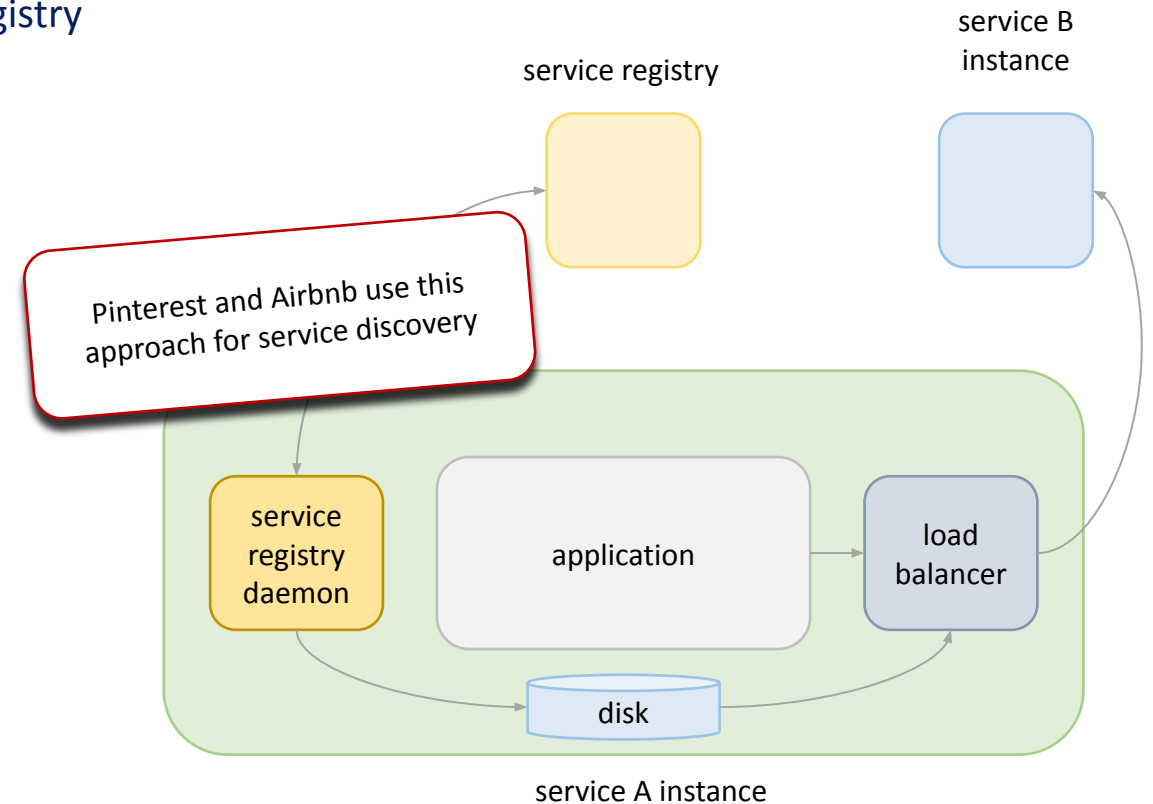 gistry
service B
instance
service registry
Pinterest and Airbnb use this
approach for service discovery
service
registry
daemon
application
load
balancer
disk
service A instance